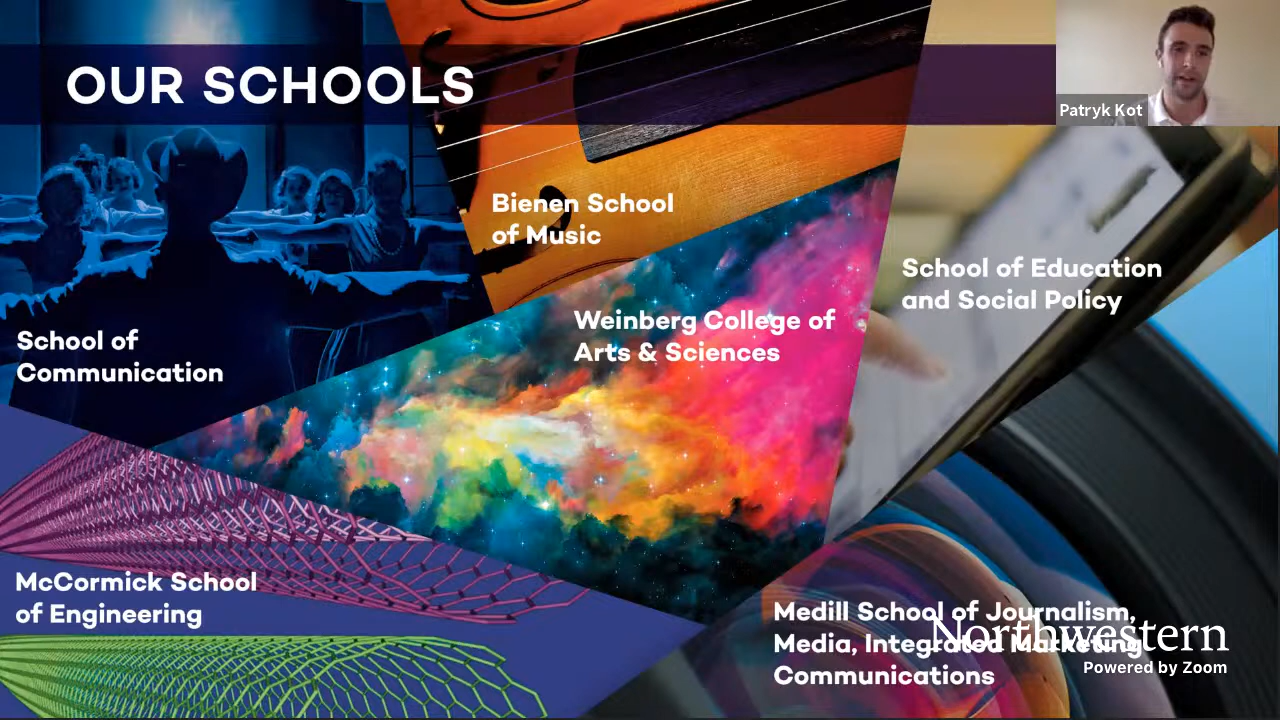 OUR SCHOOLS
Patryk Kot
Bienen School
of Music
School of Education
and Social Policy
Weinberg College of
Arts & Sciences
School of
Communication
McCormick School
of Engineering
Medill School of Journalism,
Media, Integrated Marketing
Communications
Northwestern
Powered by Zoom